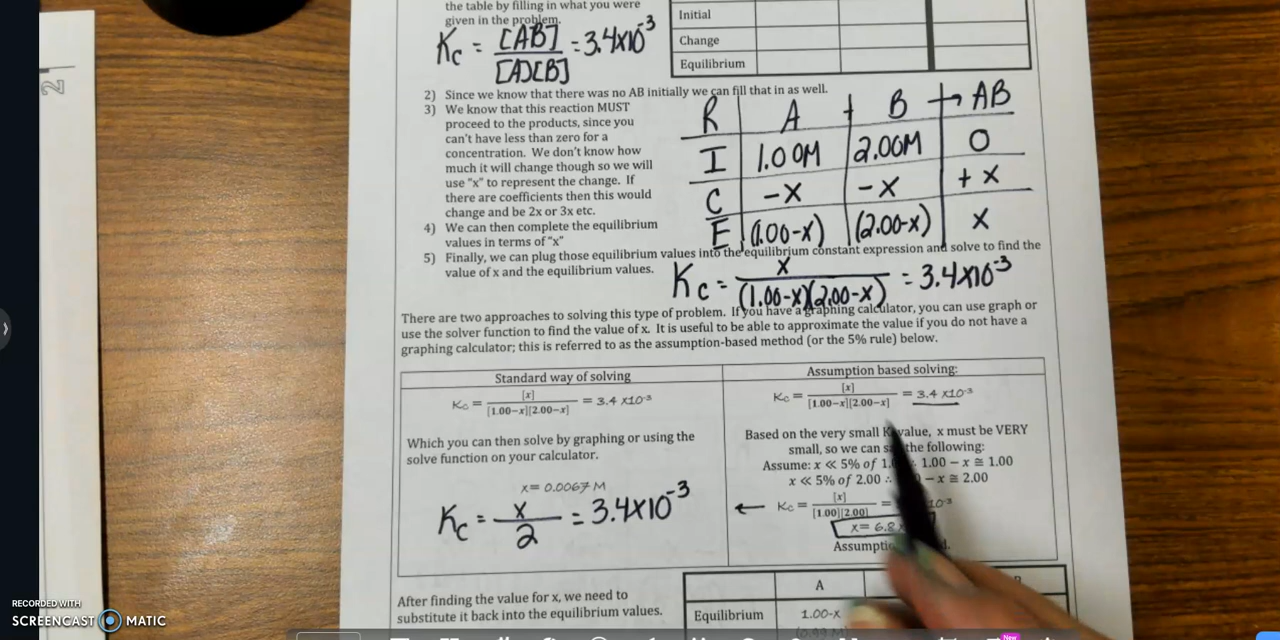 the table by filling in what you were
given in the problem.
Kc = [AB] / [A][B] = 3.4x10^-3
Initial
Change
Equilibrium
2) Since we know that there was no AB initially we can fill that in as well.
3) We know that this reaction MUST
proceed to the products, since you
can't have less than zero for a
concentration. We don't know how
much it will change though so we will
use "x" to represent the change. If
there are coefficients then this would
change and be 2x or 3x etc.
4) We can then complete the equilibrium
values in terms of "x"
R A + B → AB
I 1.00M 2.00M 0
C -x -x +x
E (1.00-x) (2.00-x) x
5) Finally, we can plug those equilibrium values into the equilibrium constant expression and solve to find the
value of x and the equilibrium values.
Kc = x / (1.00-x)(2.00-x) = 3.4x10^-3
There are two approaches to solving this type of problem. If you have a graphing calculator, you can use graph or
use the solver function to find the value of x. It is useful to be able to approximate the value if you do not have a
graphing calculator; this is referred to as the assumption-based method (or the 5% rule) below.
Standard way of solving
Kc = [x] / [1.00-x][2.00-x] = 3.4 x10^-3
Which you can then solve by graphing or using the
solve function on your calculator.
x= 0.0067 M
Kc = x / 2 = 3.4x10^-3
Assumption based solving:
Kc = [x] / [1.00-x][2.00-x] = 3.4 x10^-3
Based on the very small value, x must be VERY
small, so we can the following:
Assume: x ≪ 5% of ∴ 1.00 − x ≅ 1.00
x ≪ 5% of 2.00 ∴ − x ≅ 2.00
← Kc = [x] / [1.00][2.00] =
x= 6.8
After finding the value for x, we need to
substitute it back into the equilibrium values.
A
Equilibrium 1.00-x
2
RECORDED WITH
SCREENCAST MATIC
New